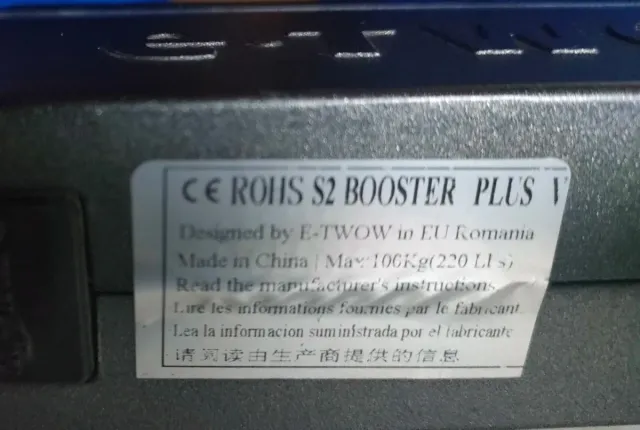 CE ROHS S2 BOOSTER PLUS V
Designed by E-TWOW in EU Romania
Made in China | Max:100Kg(220 LBs)
Read the manufacturer's instructions
Lire les informations fournies par le fabricant
Lea la informacion suministrada por el fabricante
请阅读由生产商提供的信息